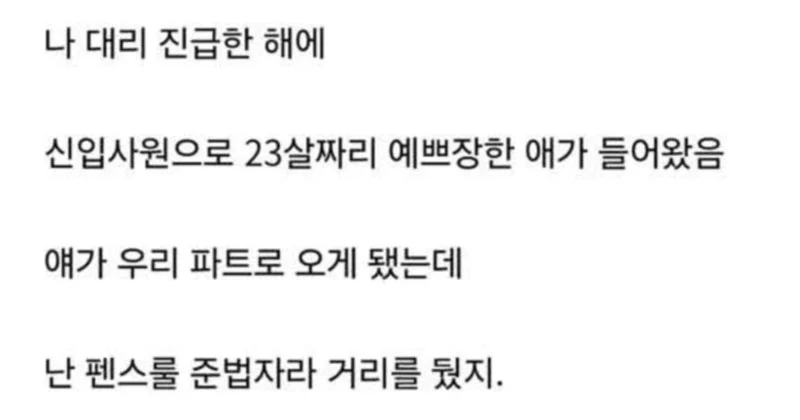 나 대리 진급한 해에
신입사원으로 23살짜리 예쁘장한 애가 들어왔음
얘가 우리 파트로 오게 됐는데
난 펜스룰 준법자라 거리를 뒀지.